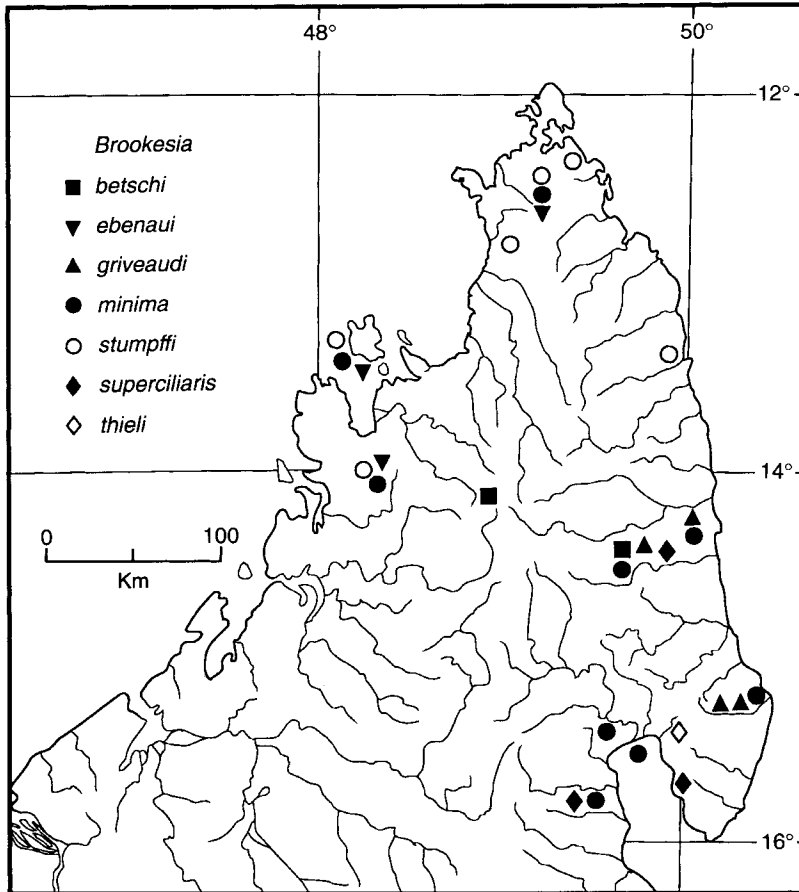 48°
50°
12°
Brookesia
betschi
ebenaui
griveaudi
minima
stumpffi
superciliaris
thieli
14°
0 100
Km
16°